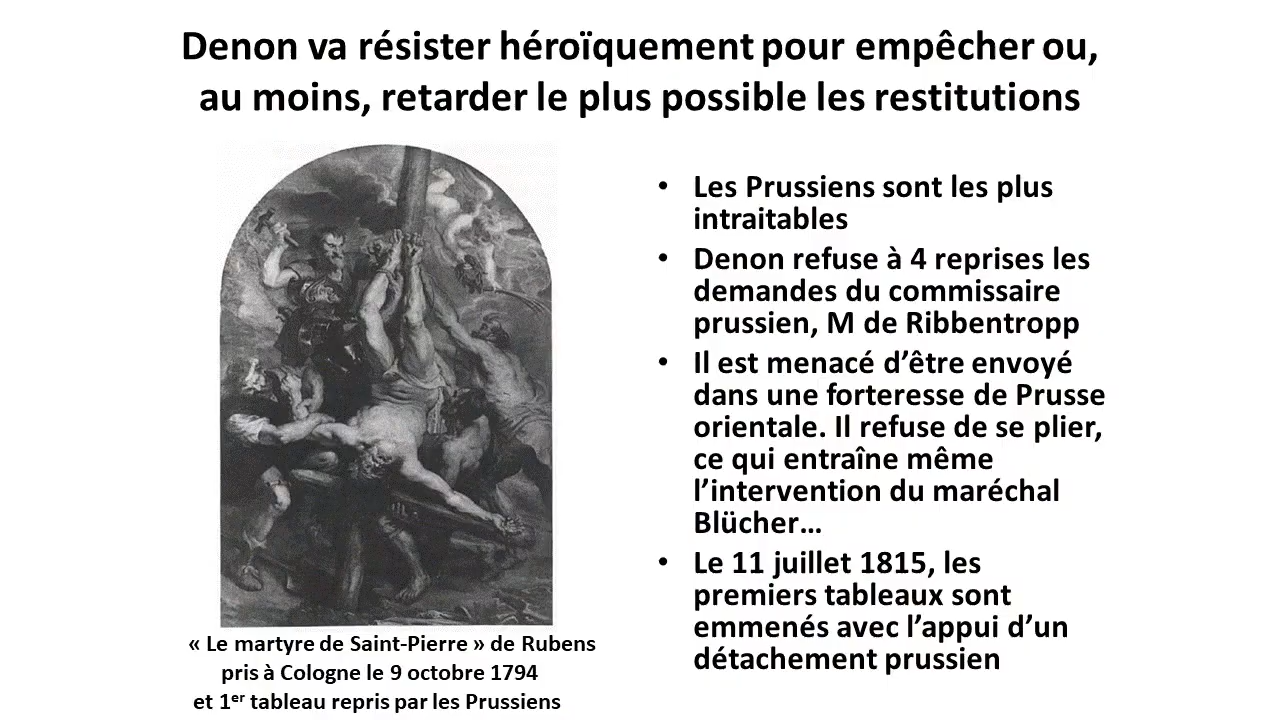 Denon va résister héroïquement pour empêcher ou,
au moins, retarder le plus possible les restitutions
• Les Prussiens sont les plus
intraitables
• Denon refuse à 4 reprises les
demandes du commissaire
prussien, M de Ribbentropp
• Il est menacé d’être envoyé
dans une forteresse de Prusse
orientale. Il refuse de se plier,
ce qui entraîne même
l’intervention du maréchal
Blücher…
• Le 11 juillet 1815, les
premiers tableaux sont
emmenés avec l’appui d’un
détachement prussien
« Le martyre de Saint-Pierre » de Rubens
pris à Cologne le 9 octobre 1794
et 1er tableau repris par les Prussiens